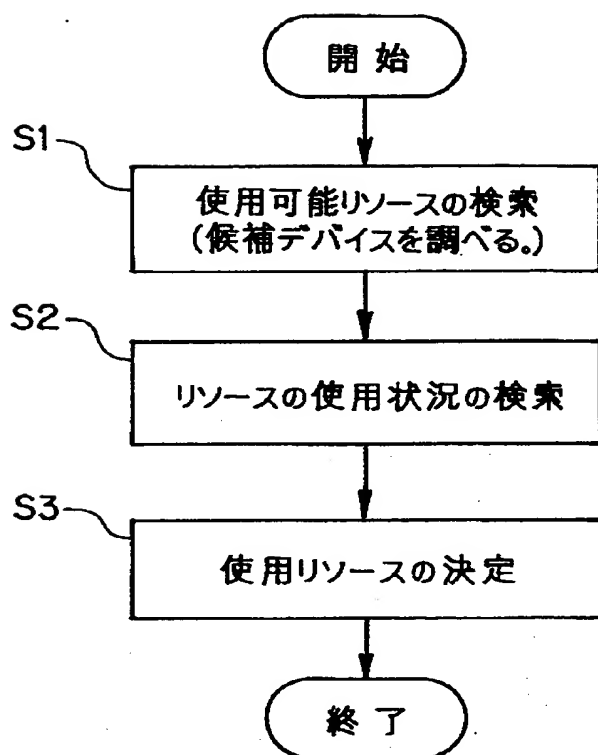 開始
S1
使用可能リソースの検索
(候補デバイスを調べる。)
S2
リソースの使用状況の検索
S3
使用リソースの決定
終了